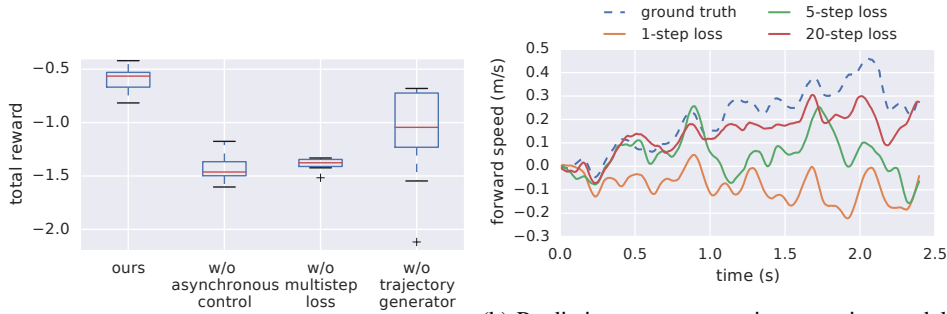 total reward
−0.5
−1.0
−1.5
−2.0
ours
w/o
asynchronous
control
w/o
multistep
loss
w/o
trajectory
generator
ground truth
1-step loss
5-step loss
20-step loss
forward speed (m/s)
0.5
0.4
0.3
0.2
0.1
0.0
−0.1
−0.2
−0.3
0.0
0.5
1.0
1.5
2.0
2.5
time (s)